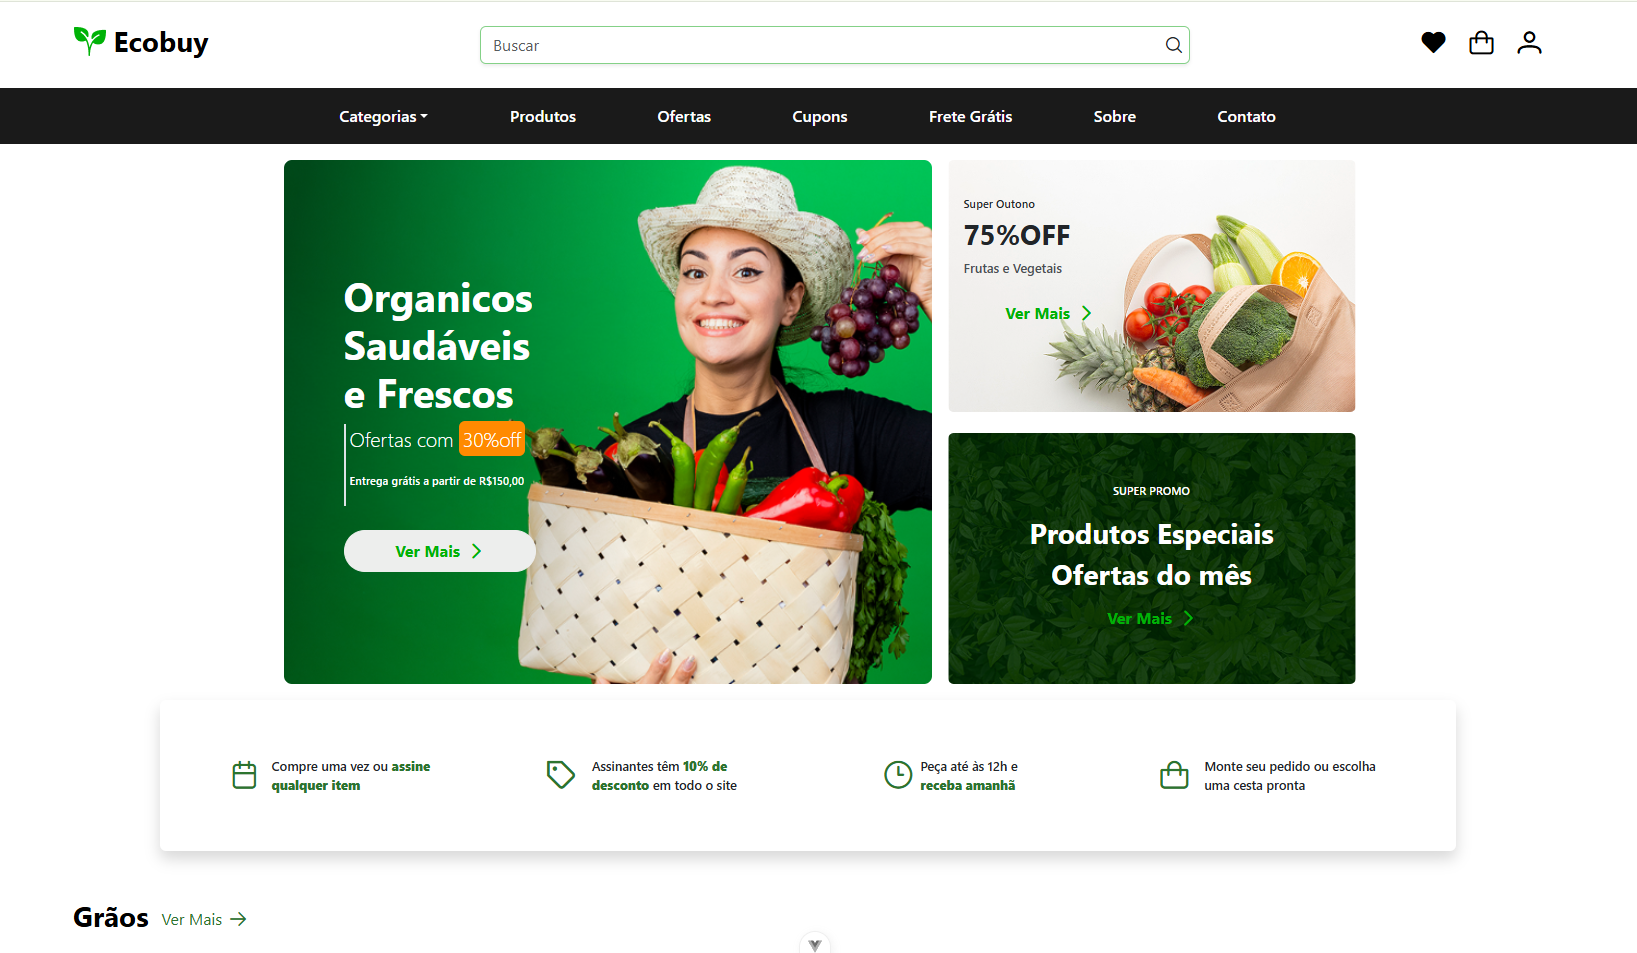 Ecobuy
Buscar
Categorias
Produtos
Ofertas
Cupons
Frete Grátis
Sobre
Contato
Organicos
Saudáveis
e Frescos
Ofertas com 30%off
Entrega grátis a partir de R$150,00
Ver Mais
Super Outono
75%OFF
Frutas e Vegetais
Ver Mais
SUPER PROMO
Produtos Especiais
Ofertas do mês
Ver Mais
Compre uma vez ou assine
qualquer item
Assinantes têm 10% de
desconto em todo o site
Peça até às 12h e
receba amanhã
Monte seu pedido ou escolha
uma cesta pronta
Grãos
Ver Mais